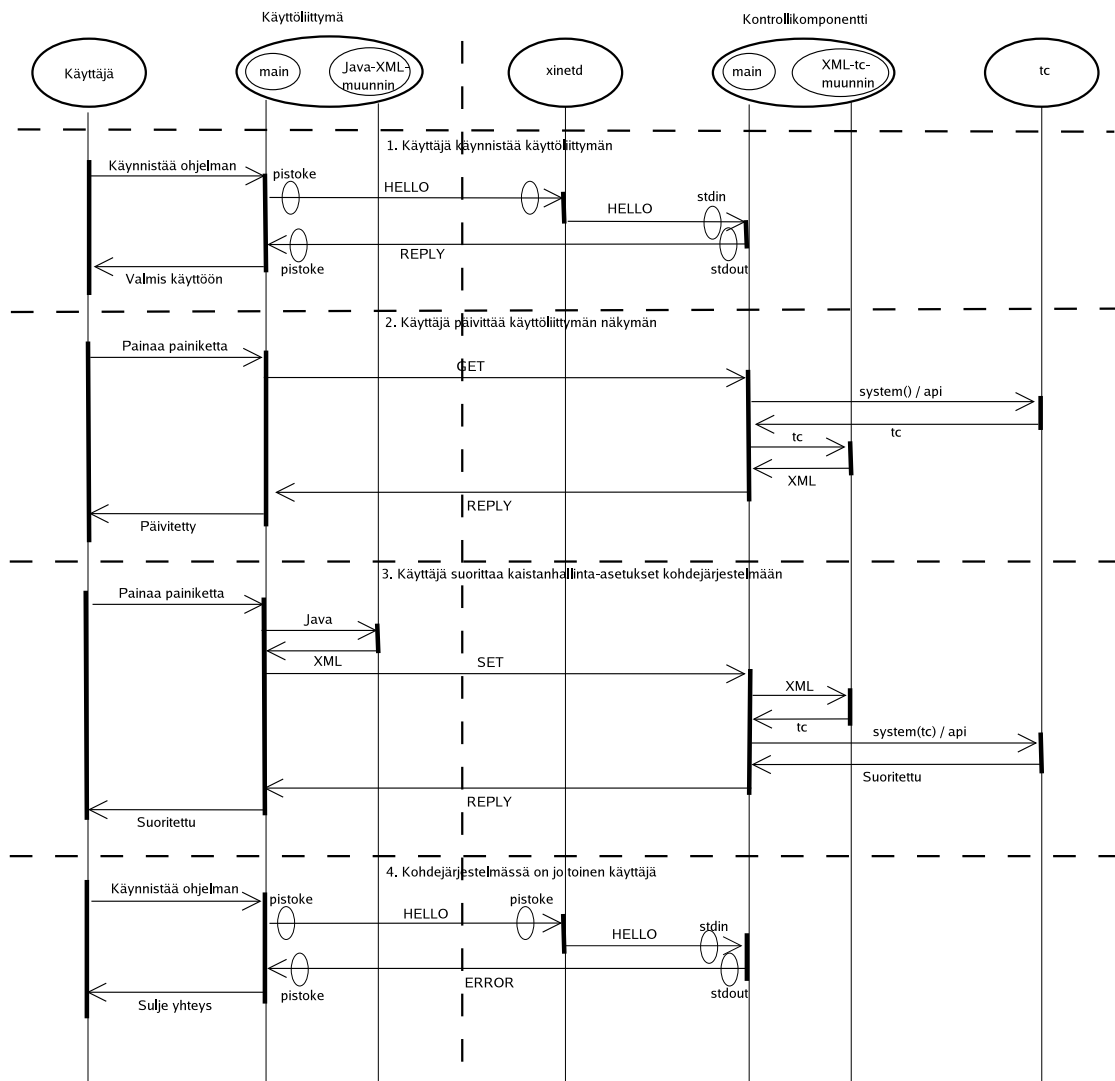 Käyttöliittymä
Kontrollikomponentti
Käyttäjä
main
Java-XML-
muunnin
xinetd
main
XML-tc-
muunnin
tc
1. Käyttäjä käynnistää käyttöliittymän
Käynnistää ohjelman
pistoke
HELLO
HELLO
stdin
REPLY
pistoke
stdout
Valmis käyttöön
2. Käyttäjä päivittää käyttöliittymän näkymän
Painaa painiketta
GET
system() / api
tc
tc
XML
REPLY
Päivitetty
3. Käyttäjä suorittaa kaistanhallinta-asetukset kohdejärjestelmään
Painaa painiketta
Java
XML
SET
XML
tc
system(tc) / api
Suoritettu
REPLY
Suoritettu
4. Kohdejärjestelmässä on jo toinen käyttäjä
Käynnistää ohjelman
pistoke
HELLO
pistoke
HELLO
stdin
ERROR
pistoke
stdout
Sulje yhteys